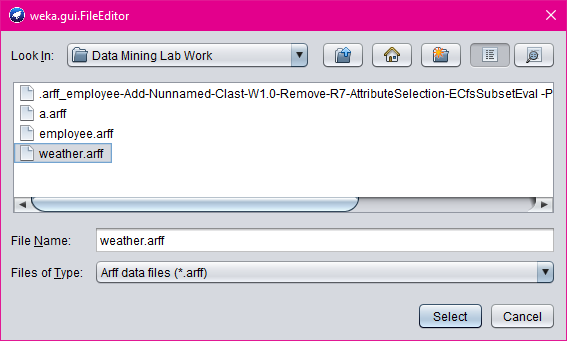 weka.gui.FileEditor
Look In: Data Mining Lab Work
.arff_employee-Add-Nunnamed-Clast-W1.0-Remove-R7-AttributeSelection-ECfsSubsetEval -P
a.arff
employee.arff
weather.arff
File Name: weather.arff
Files of Type: Arff data files (*.arff)
Select Cancel